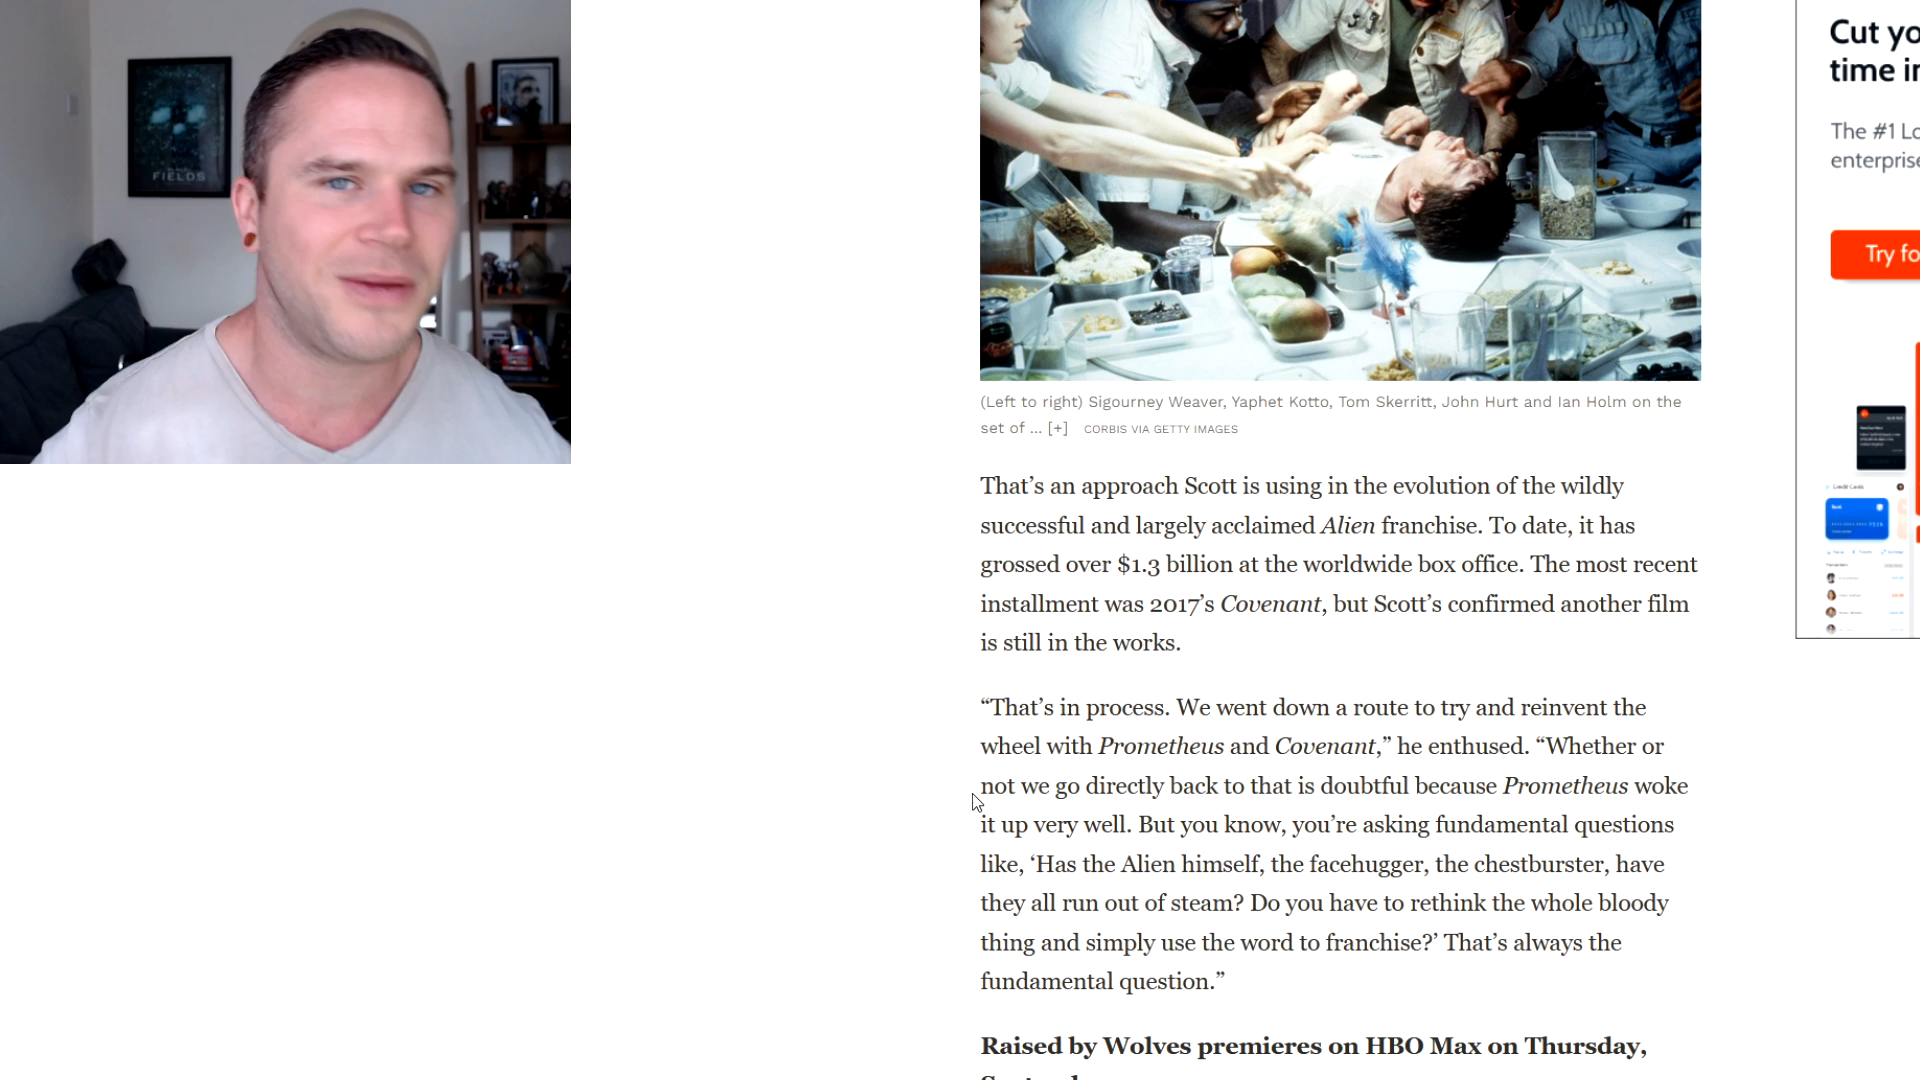 FIELDS
Cut yo
time in
The #1 Lo
enterprise
Try fo
(Left to right) Sigourney Weaver, Yaphet Kotto, Tom Skerritt, John Hurt and Ian Holm on the
set of ... [+] CORBIS VIA GETTY IMAGES
That’s an approach Scott is using in the evolution of the wildly
successful and largely acclaimed Alien franchise. To date, it has
grossed over $1.3 billion at the worldwide box office. The most recent
installment was 2017’s Covenant, but Scott’s confirmed another film
is still in the works.
“That’s in process. We went down a route to try and reinvent the
wheel with Prometheus and Covenant,” he enthused. “Whether or
not we go directly back to that is doubtful because Prometheus woke
it up very well. But you know, you’re asking fundamental questions
like, ‘Has the Alien himself, the facehugger, the chestburster, have
they all run out of steam? Do you have to rethink the whole bloody
thing and simply use the word to franchise?’ That’s always the
fundamental question.”
Raised by Wolves premieres on HBO Max on Thursday,